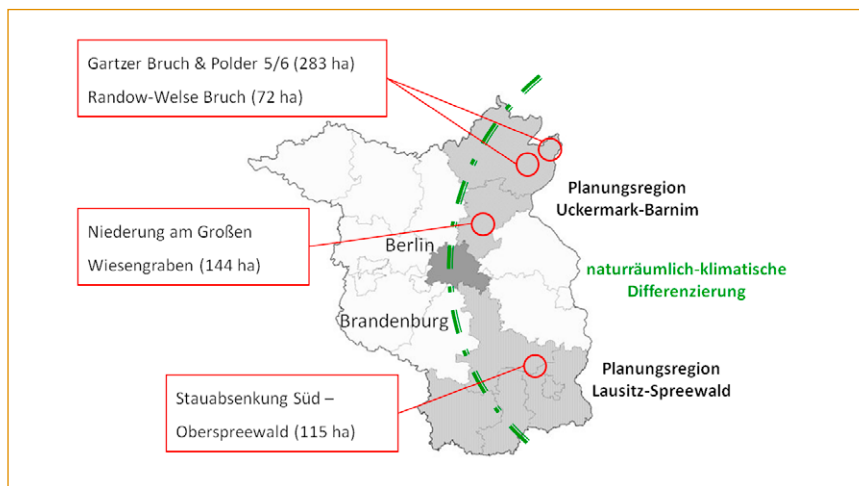 Gartzer Bruch & Polder 5/6 (283 ha)
Randow-Welse Bruch (72 ha)
Planungsregion
Uckermark-Barnim
Niederung am Großen
Wiesengraben (144 ha)
Berlin
naturräumlich-klimatische
Differenzierung
Brandenburg
Planungsregion
Lausitz-Spreewald
Stauabsenkung Süd –
Oberspreewald (115 ha)